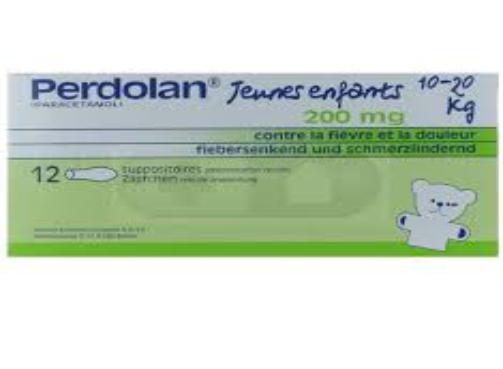 Perdolan® Jeunes enfants 10-20 Kg
(PARACETAMOL)
200 mg
contre la fièvre et la douleur
fiebersenkend und schmerzlindernd
12 suppositoires
Zäpfchen